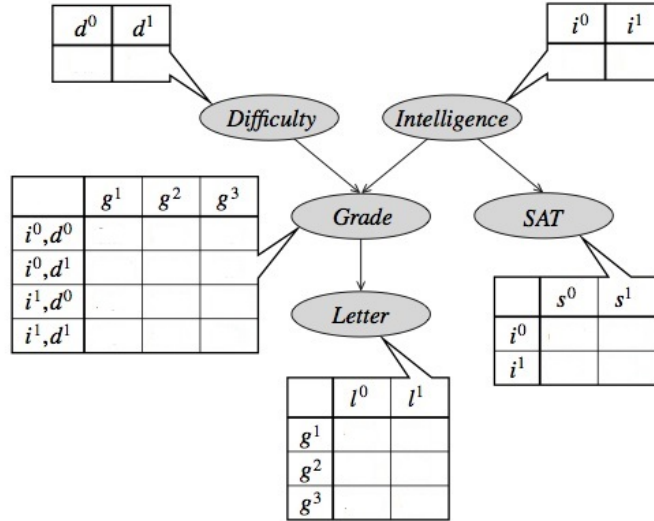 d⁰ d¹
i⁰ i¹
Difficulty
Intelligence
g¹ g² g³
i⁰,d⁰
i⁰,d¹
i¹,d⁰
i¹,d¹
Grade
SAT
s⁰ s¹
i⁰
i¹
Letter
l⁰ l¹
g¹
g²
g³